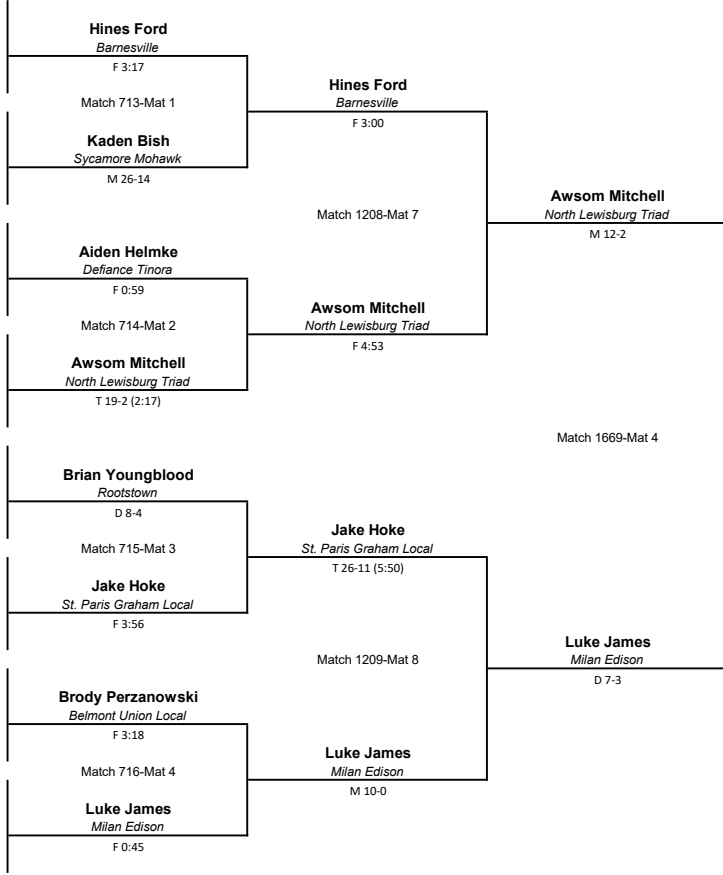 Hines Ford
Barnesville
F 3:17
Match 713-Mat 1
Kaden Bish
Sycamore Mohawk
M 26-14
Aiden Helmke
Defiance Tinora
F 0:59
Match 714-Mat 2
Awsom Mitchell
North Lewisburg Triad
T 19-2 (2:17)
Brian Youngblood
Rootstown
D 8-4
Match 715-Mat 3
Jake Hoke
St. Paris Graham Local
F 3:56
Brody Perzanowski
Belmont Union Local
F 3:18
Match 716-Mat 4
Luke James
Milan Edison
F 0:45
Hines Ford
Barnesville
F 3:00
Match 1208-Mat 7
Awsom Mitchell
North Lewisburg Triad
F 4:53
Jake Hoke
St. Paris Graham Local
T 26-11 (5:50)
Match 1209-Mat 8
Luke James
Milan Edison
M 10-0
Awsom Mitchell
North Lewisburg Triad
M 12-2
Match 1669-Mat 4
Luke James
Milan Edison
D 7-3